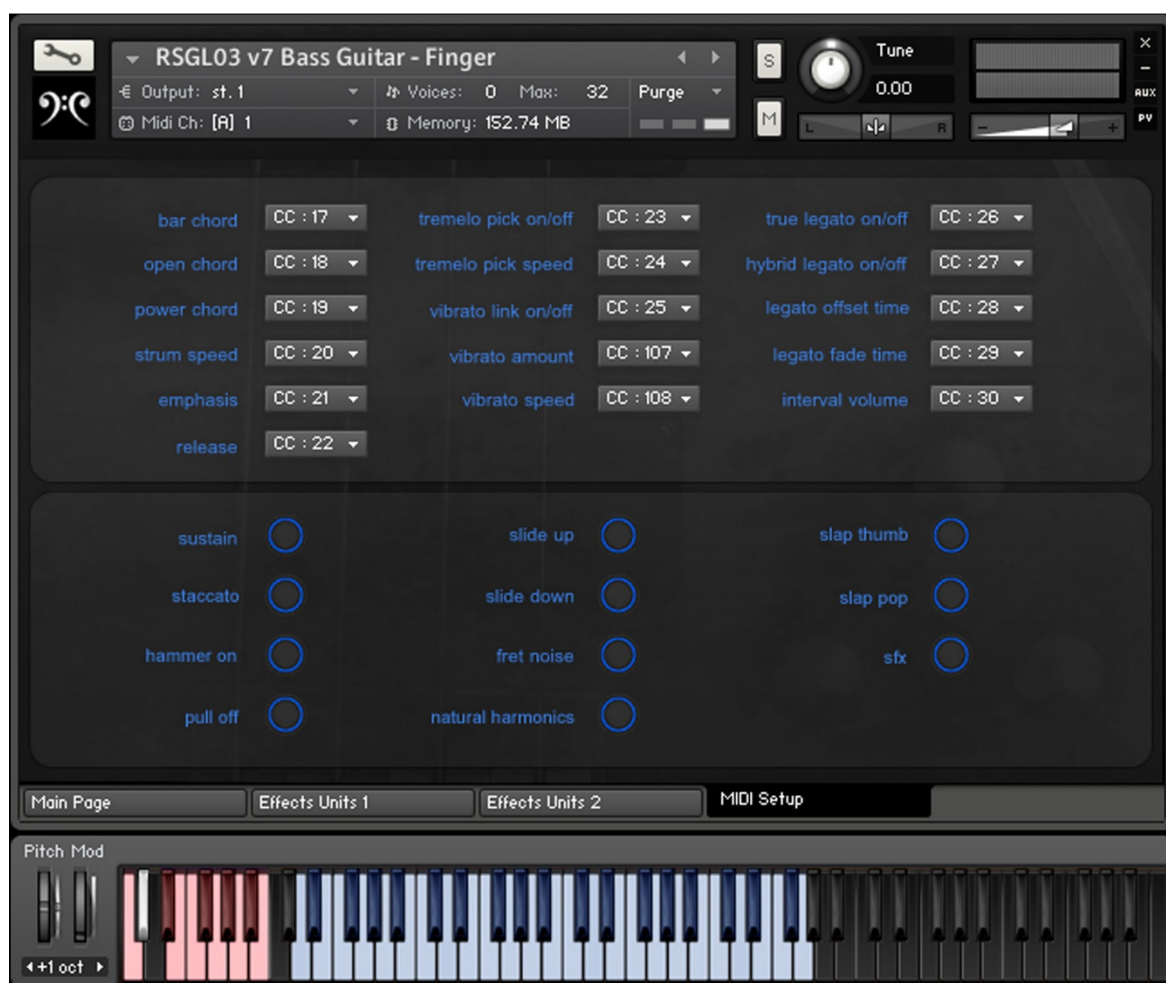 RSGL03 v7 Bass Guitar - Finger
S
Tune
0.00
X
-
AUX
PV
Output: st.1
Voices: 0 Max: 32
Purge
Midi Ch: [A] 1
Memory: 152.74 MB
M
L R
- +
bar chord CC : 17 tremelo pick on/off CC : 23 true legato on/off CC : 26
open chord CC : 18 tremelo pick speed CC : 24 hybrid legato on/off CC : 27
power chord CC : 19 vibrato link on/off CC : 25 legato offset time CC : 28
strum speed CC : 20 vibrato amount CC : 107 legato fade time CC : 29
emphasis CC : 21 vibrato speed CC : 108 interval volume CC : 30
release CC : 22
sustain slide up slap thumb
staccato slide down slap pop
hammer on fret noise sfx
pull off natural harmonics
Main Page Effects Units 1 Effects Units 2 MIDI Setup
Pitch Mod
+1 oct